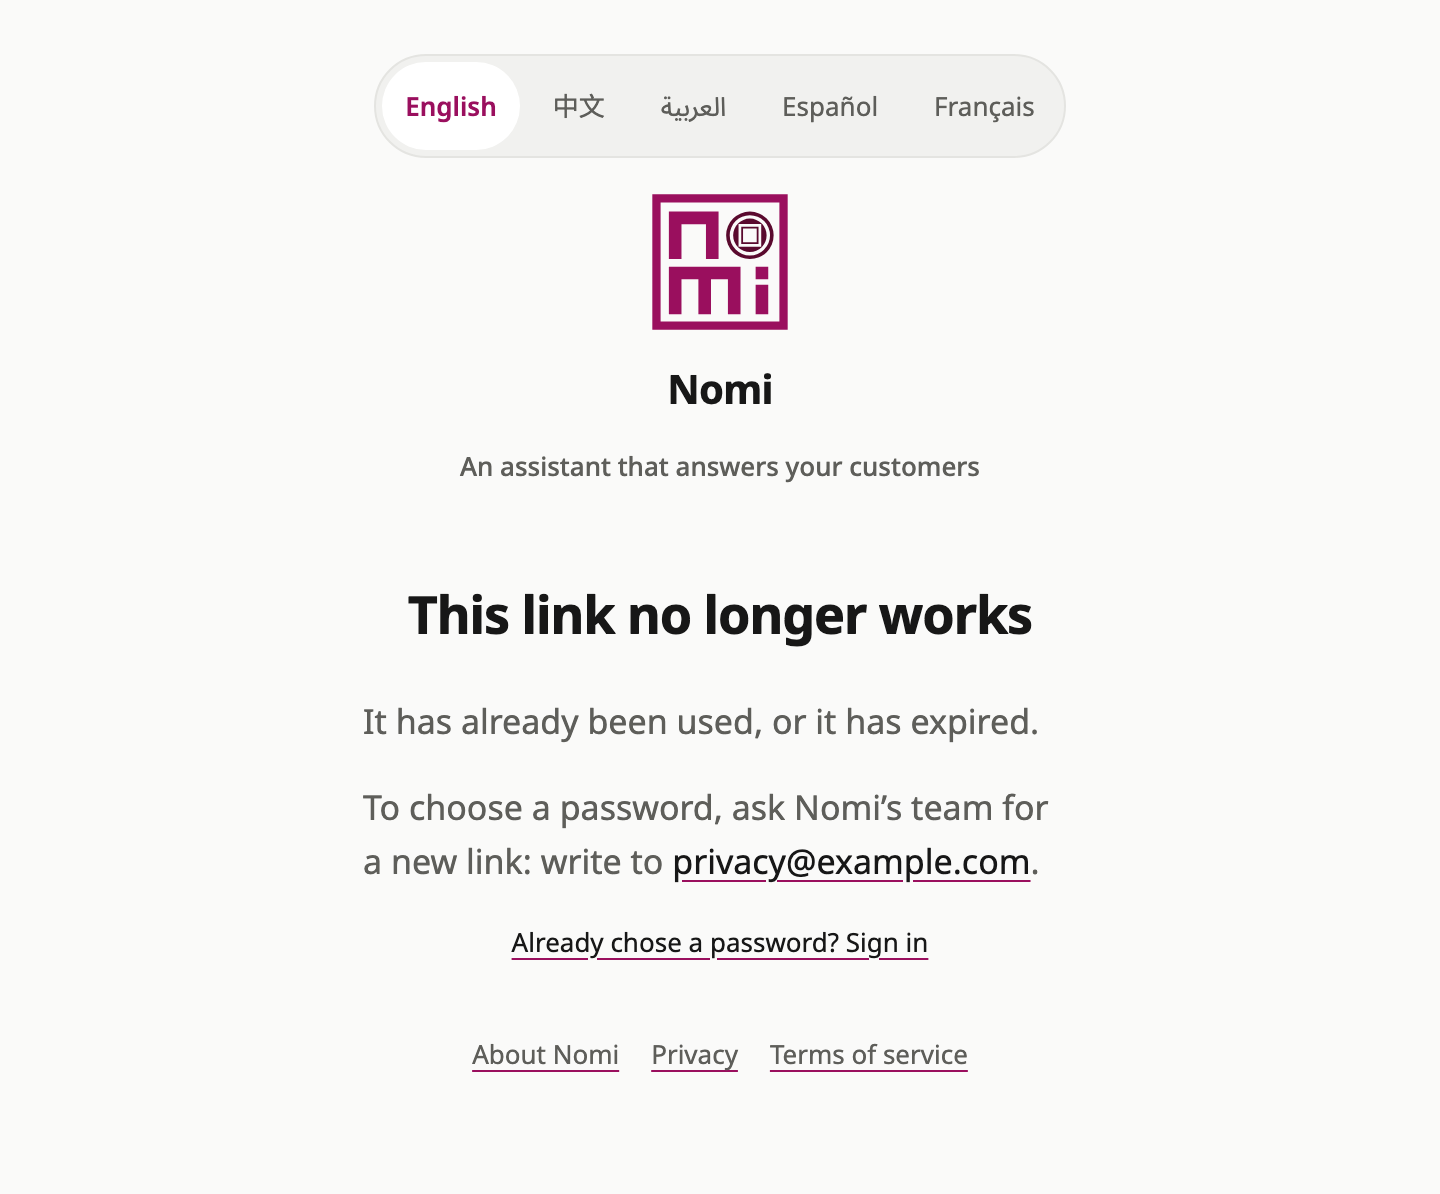 English 中文 العربية Español Français
nomi
Nomi
An assistant that answers your customers
This link no longer works
It has already been used, or it has expired.
To choose a password, ask Nomi’s team for
a new link: write to privacy@example.com.
Already chose a password? Sign in
About Nomi Privacy Terms of service